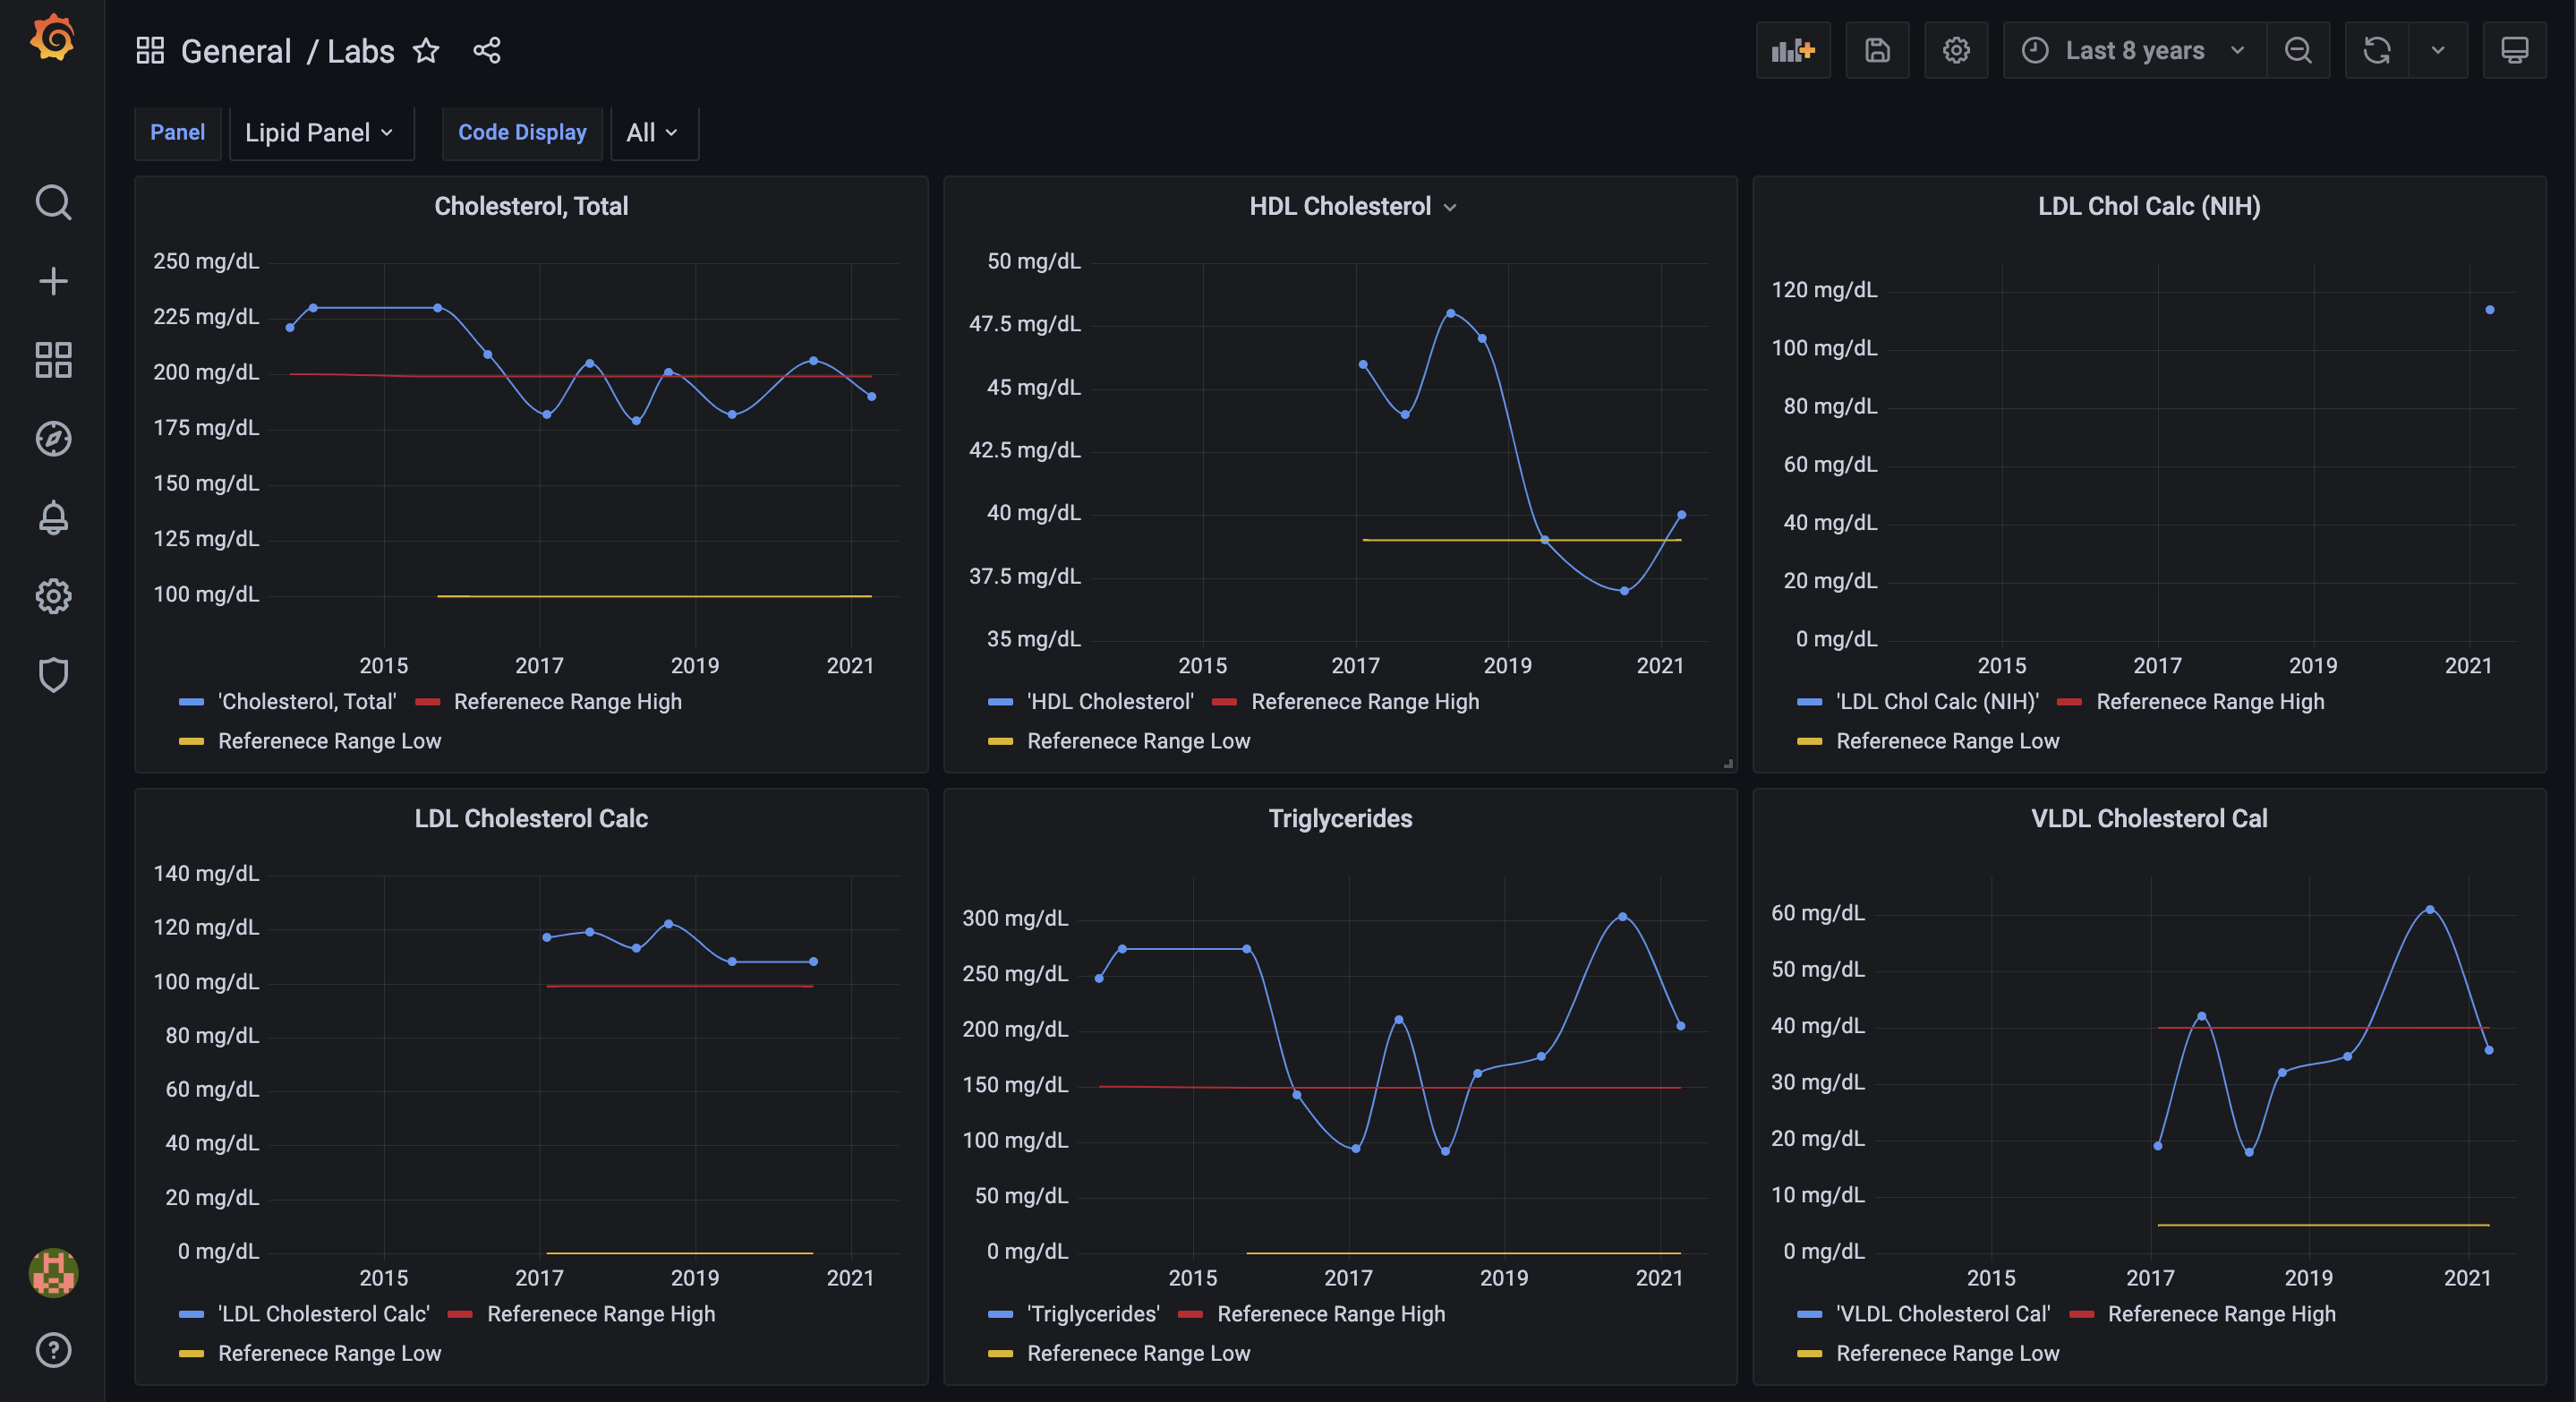 General / Labs
Last 8 years
Panel Lipid Panel Code Display All
Cholesterol, Total
250 mg/dL
225 mg/dL
200 mg/dL
175 mg/dL
150 mg/dL
125 mg/dL
100 mg/dL
2015 2017 2019 2021
'Cholesterol, Total' Referenece Range High
Referenece Range Low
HDL Cholesterol
50 mg/dL
47.5 mg/dL
45 mg/dL
42.5 mg/dL
40 mg/dL
37.5 mg/dL
35 mg/dL
2015 2017 2019 2021
'HDL Cholesterol' Referenece Range High
Referenece Range Low
LDL Chol Calc (NIH)
120 mg/dL
100 mg/dL
80 mg/dL
60 mg/dL
40 mg/dL
20 mg/dL
0 mg/dL
2015 2017 2019 2021
'LDL Chol Calc (NIH)' Referenece Range High
Referenece Range Low
LDL Cholesterol Calc
140 mg/dL
120 mg/dL
100 mg/dL
80 mg/dL
60 mg/dL
40 mg/dL
20 mg/dL
0 mg/dL
2015 2017 2019 2021
'LDL Cholesterol Calc' Referenece Range High
Referenece Range Low
Triglycerides
300 mg/dL
250 mg/dL
200 mg/dL
150 mg/dL
100 mg/dL
50 mg/dL
0 mg/dL
2015 2017 2019 2021
'Triglycerides' Referenece Range High
Referenece Range Low
VLDL Cholesterol Cal
60 mg/dL
50 mg/dL
40 mg/dL
30 mg/dL
20 mg/dL
10 mg/dL
0 mg/dL
2015 2017 2019 2021
'VLDL Cholesterol Cal' Referenece Range High
Referenece Range Low